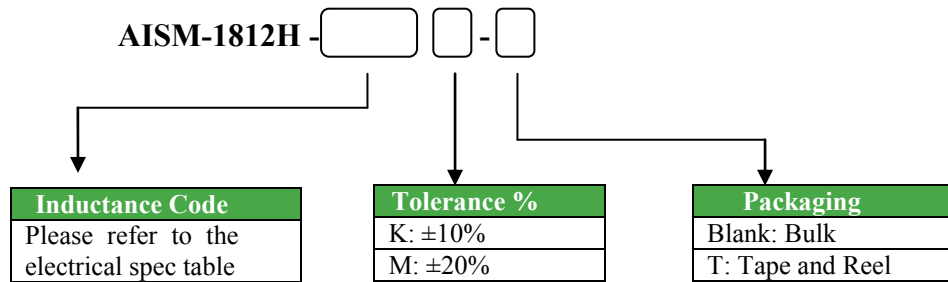 AISM-1812H - -
Inductance Code
Please refer to the
electrical spec table
Tolerance %
K: ±10%
M: ±20%
Packaging
Blank: Bulk
T: Tape and Reel